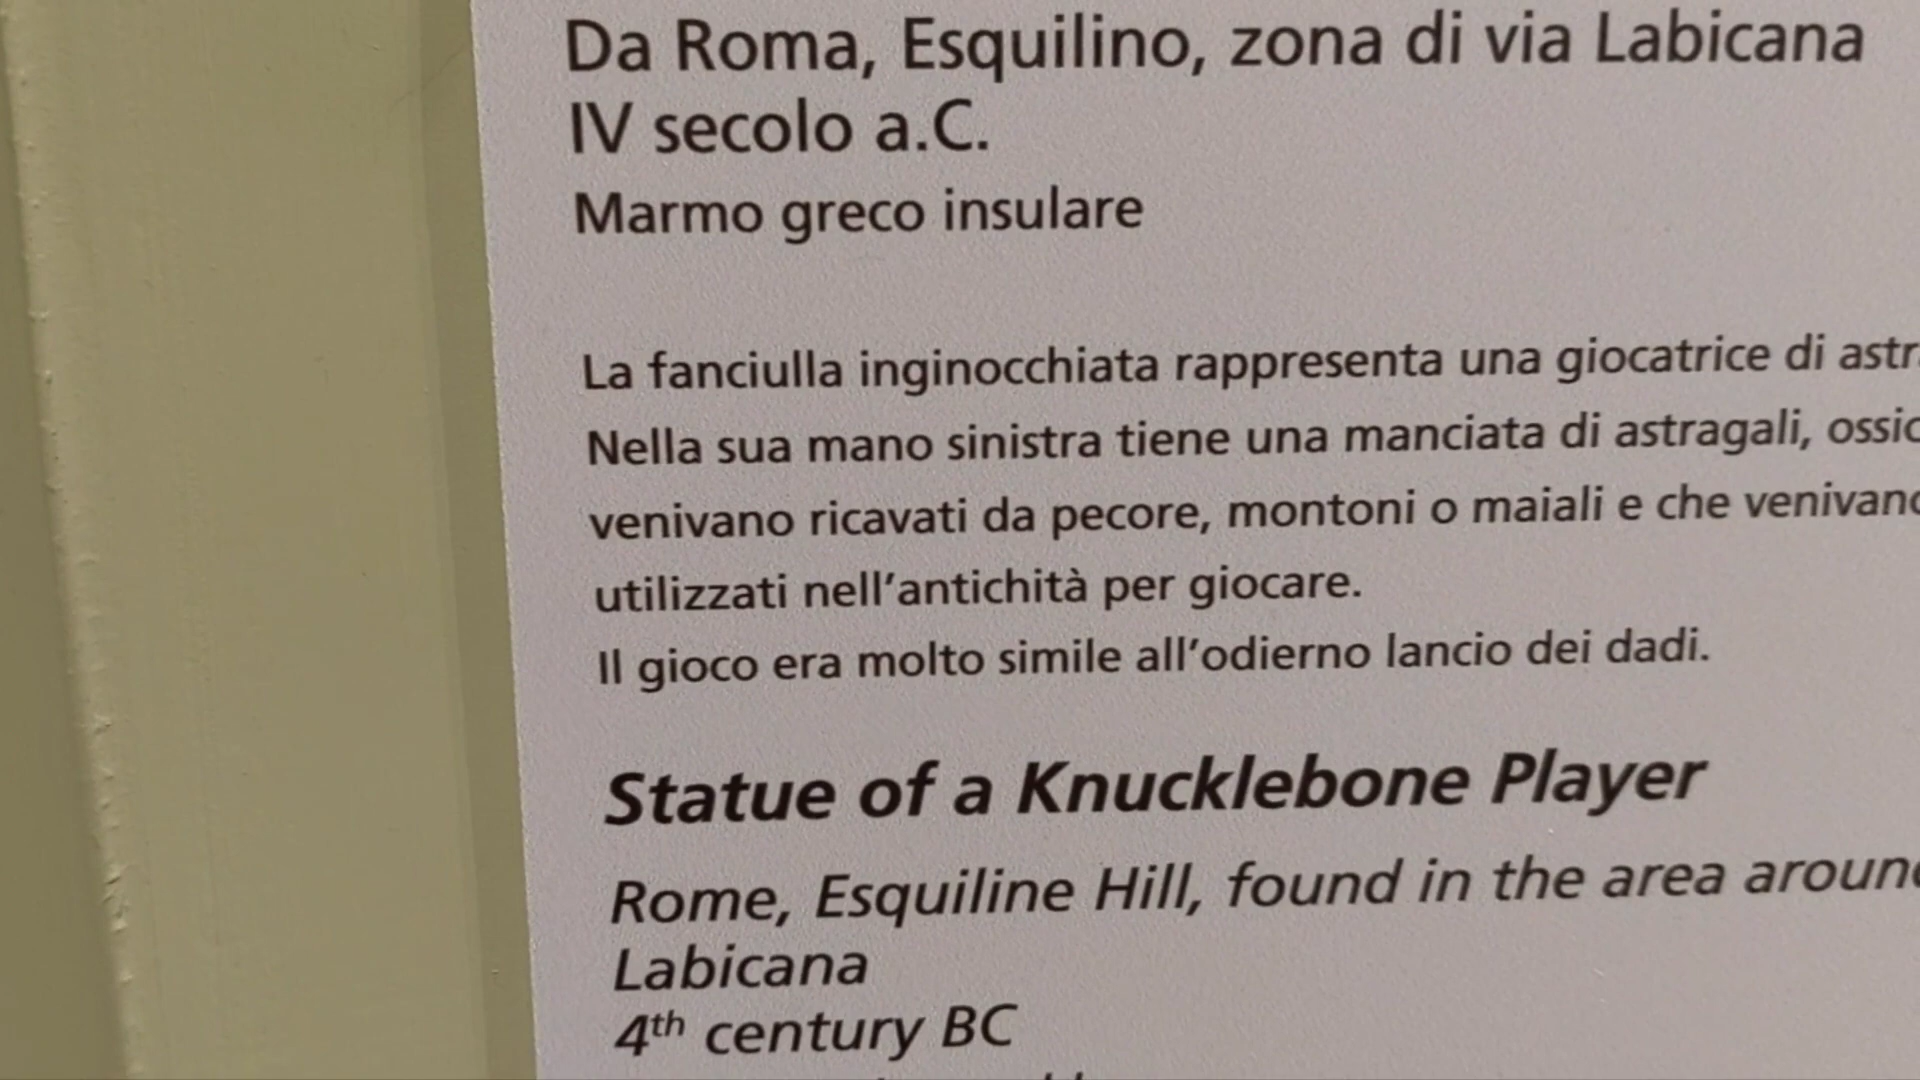 Da Roma, Esquilino, zona di via Labicana
IV secolo a.C.
Marmo greco insulare
La fanciulla inginocchiata rappresenta una giocatrice di
Nella sua mano sinistra tiene una manciata di astragali,
venivano ricavati da pecore, montoni o maiali e che
utilizzati nell'antichità per giocare.
Il gioco era molto simile all'odierno lancio dei dadi.
Statue of a Knucklebone Player
Rome, Esquiline Hill, found in the area around
Labicana
4th century BC